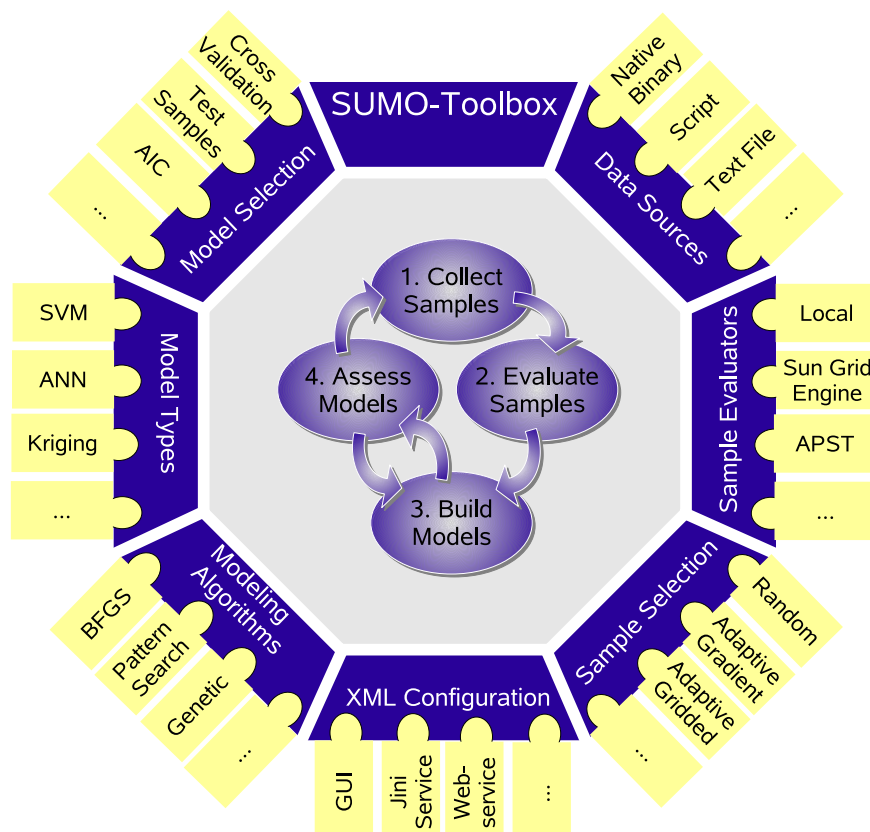 SUMO-Toolbox
Data Sources
Native
Binary
Script
Text File
...
Sample Evaluators
Local
Sun Grid
Engine
APST
...
Sample Selection
Random
Adaptive
Gradient
Adaptive
Gridded
...
XML Configuration
GUI
Jini
Service
Web-
service
...
Modeling
Algorithms
BFGS
Pattern
Search
Genetic
...
Model Types
SVM
ANN
Kriging
...
Model Selection
Cross
Validation
Test
Samples
AIC
...
1. Collect
Samples
2. Evaluate
Samples
3. Build
Models
4. Assess
Models